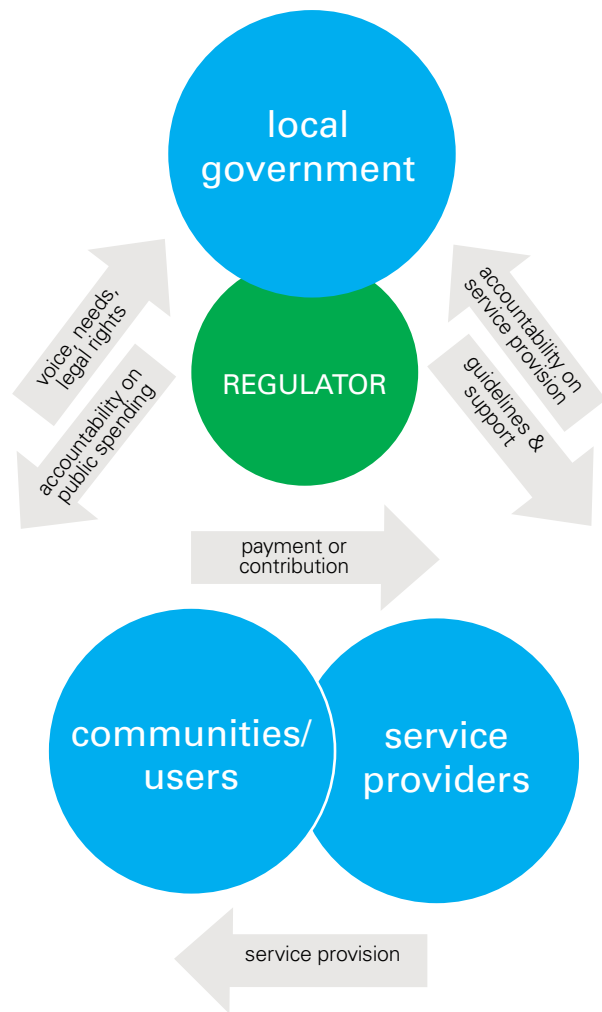 local
government
voice, needs,
legal rights
accountability on
public spending
REGULATOR
accountability on
service provision
guidelines &
support
payment or
contribution
communities/
users
service
providers
service provision